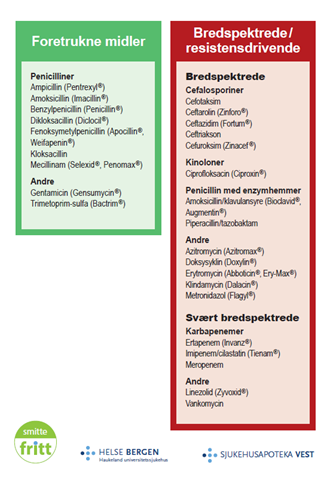 Foretrukne midler
Penicilliner
Ampicillin (Pentrexyl®)
Amoksicillin (Imacillin®)
Benzylpenicillin (Penicillin®)
Dikloksacillin (Diclocil®)
Fenoksymetylpenicillin (Apocillin®,
Weifapenin®)
Kloksacillin
Mecillinam (Selexid®, Penomax®)
Andre
Gentamicin (Gensumycin®)
Trimetoprim-sulfa (Bactrim®)
Bredspektrede/
resistensdrivende
Bredspektrede
Cefalosporiner
Cefotaksim
Ceftarolin (Zinforo®)
Ceftazidim (Fortum®)
Ceftriakson
Cefuroksim (Zinacef®)
Kinoloner
Ciprofloksacin (Ciproxin®)
Penicillin med enzymhemmer
Amoksicillin/klavulansyre (Bioclavid®,
Augmentin®)
Piperacillin/tazobaktam
Andre
Azitromycin (Azitromax®)
Doksysyklin (Doxylin®)
Erytromycin (Abboticin®, Ery-Max®)
Klindamycin (Dalacin®)
Metronidazol (Flagyl®)
Svært bredspektrede
Karbapenemer
Ertapenem (Invanz®)
Imipenem/cilastatin (Tienam®)
Meropenem
Andre
Linezolid (Zyvoxid®)
Vankomycin
smitte
fritt
HELSE BERGEN
Haukeland universitetssjukehus
SJUKEHUSAPOTEKA VEST